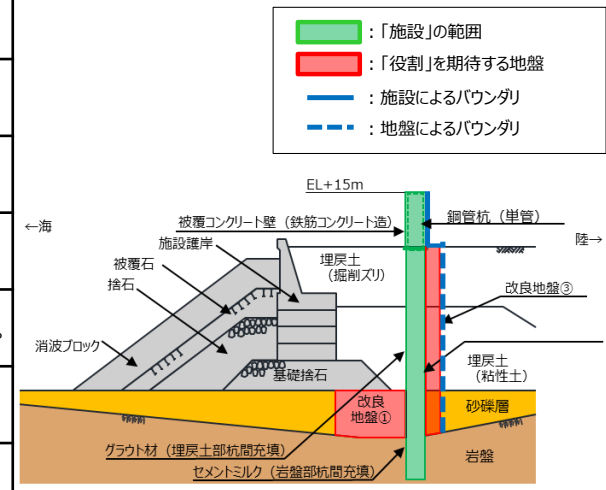 ：「施設」の範囲
：「役割」を期待する地盤
：施設によるバウンダリ
：地盤によるバウンダリ
EL+15m
←海
被覆コンクリート壁（鉄筋コンクリート造）
鋼管杭（単管）
陸→
施設護岸
埋戻土
（掘削ズリ）
被覆石
捨石
改良地盤③
消波ブロック
埋戻土
（粘性土）
基礎捨石
改良
地盤①
砂礫層
グラウト材（埋戻土部杭間充填）
岩盤
セメントミルク（岩盤部杭間充填）